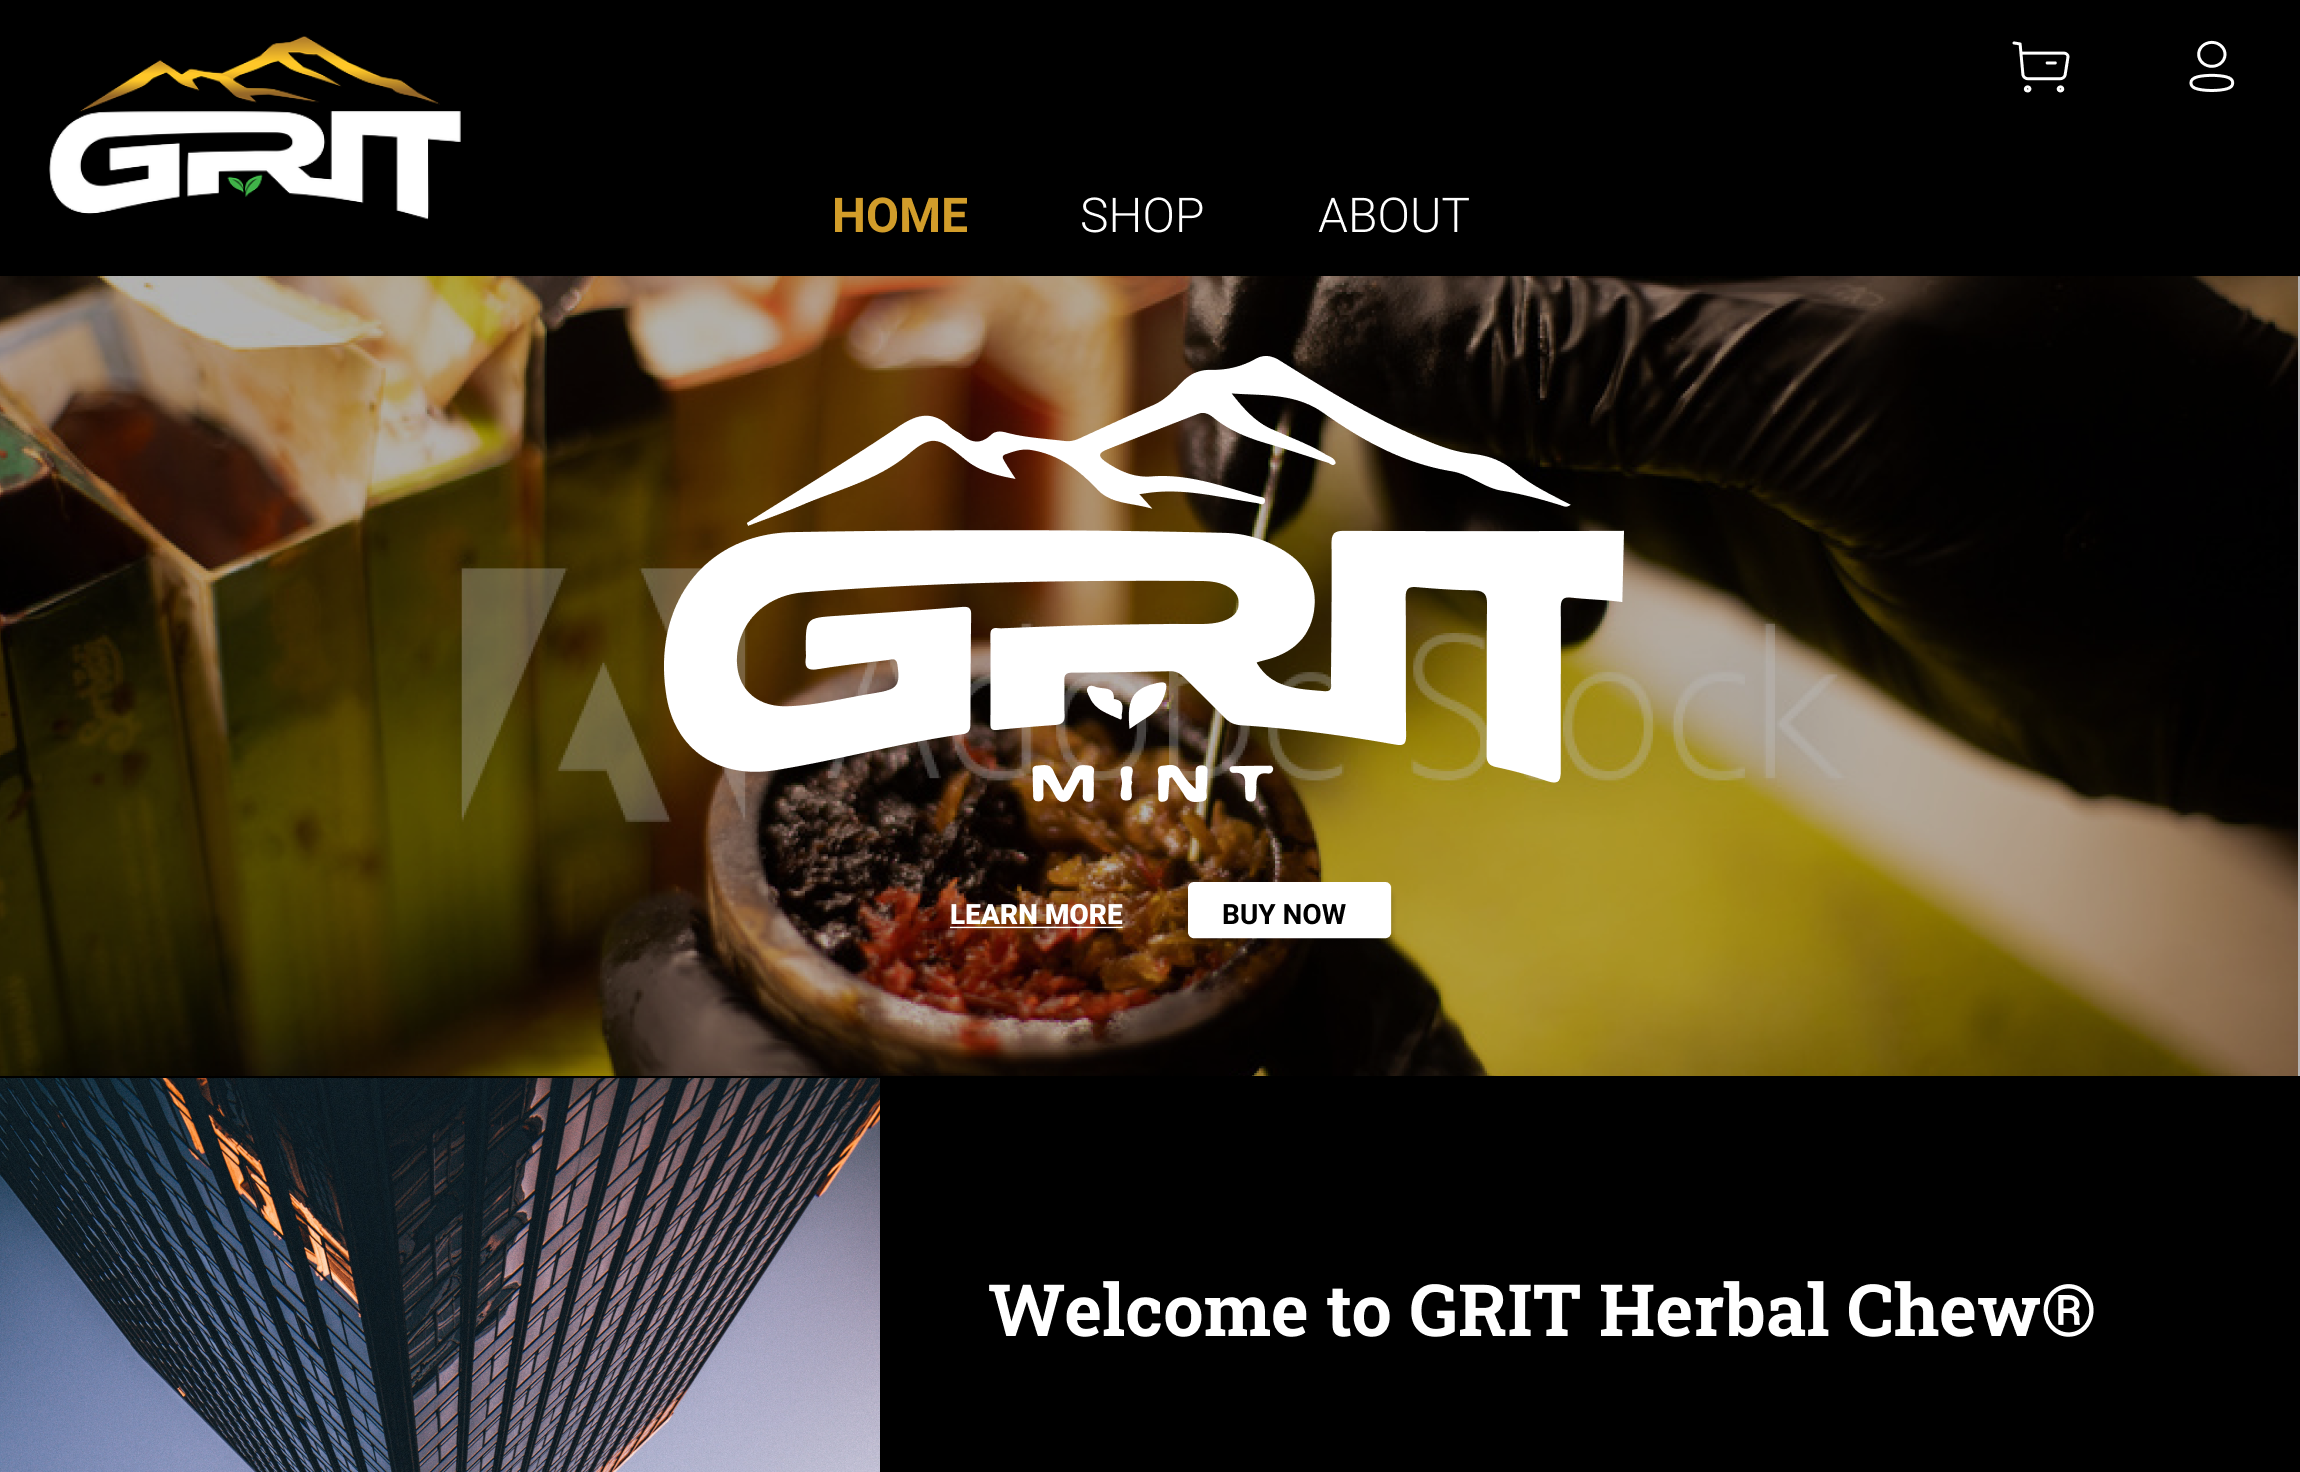 GRIT
HOME SHOP ABOUT
GRIT
Adobe Stock
MINT
LEARN MORE BUY NOW
Welcome to GRIT Herbal Chew®